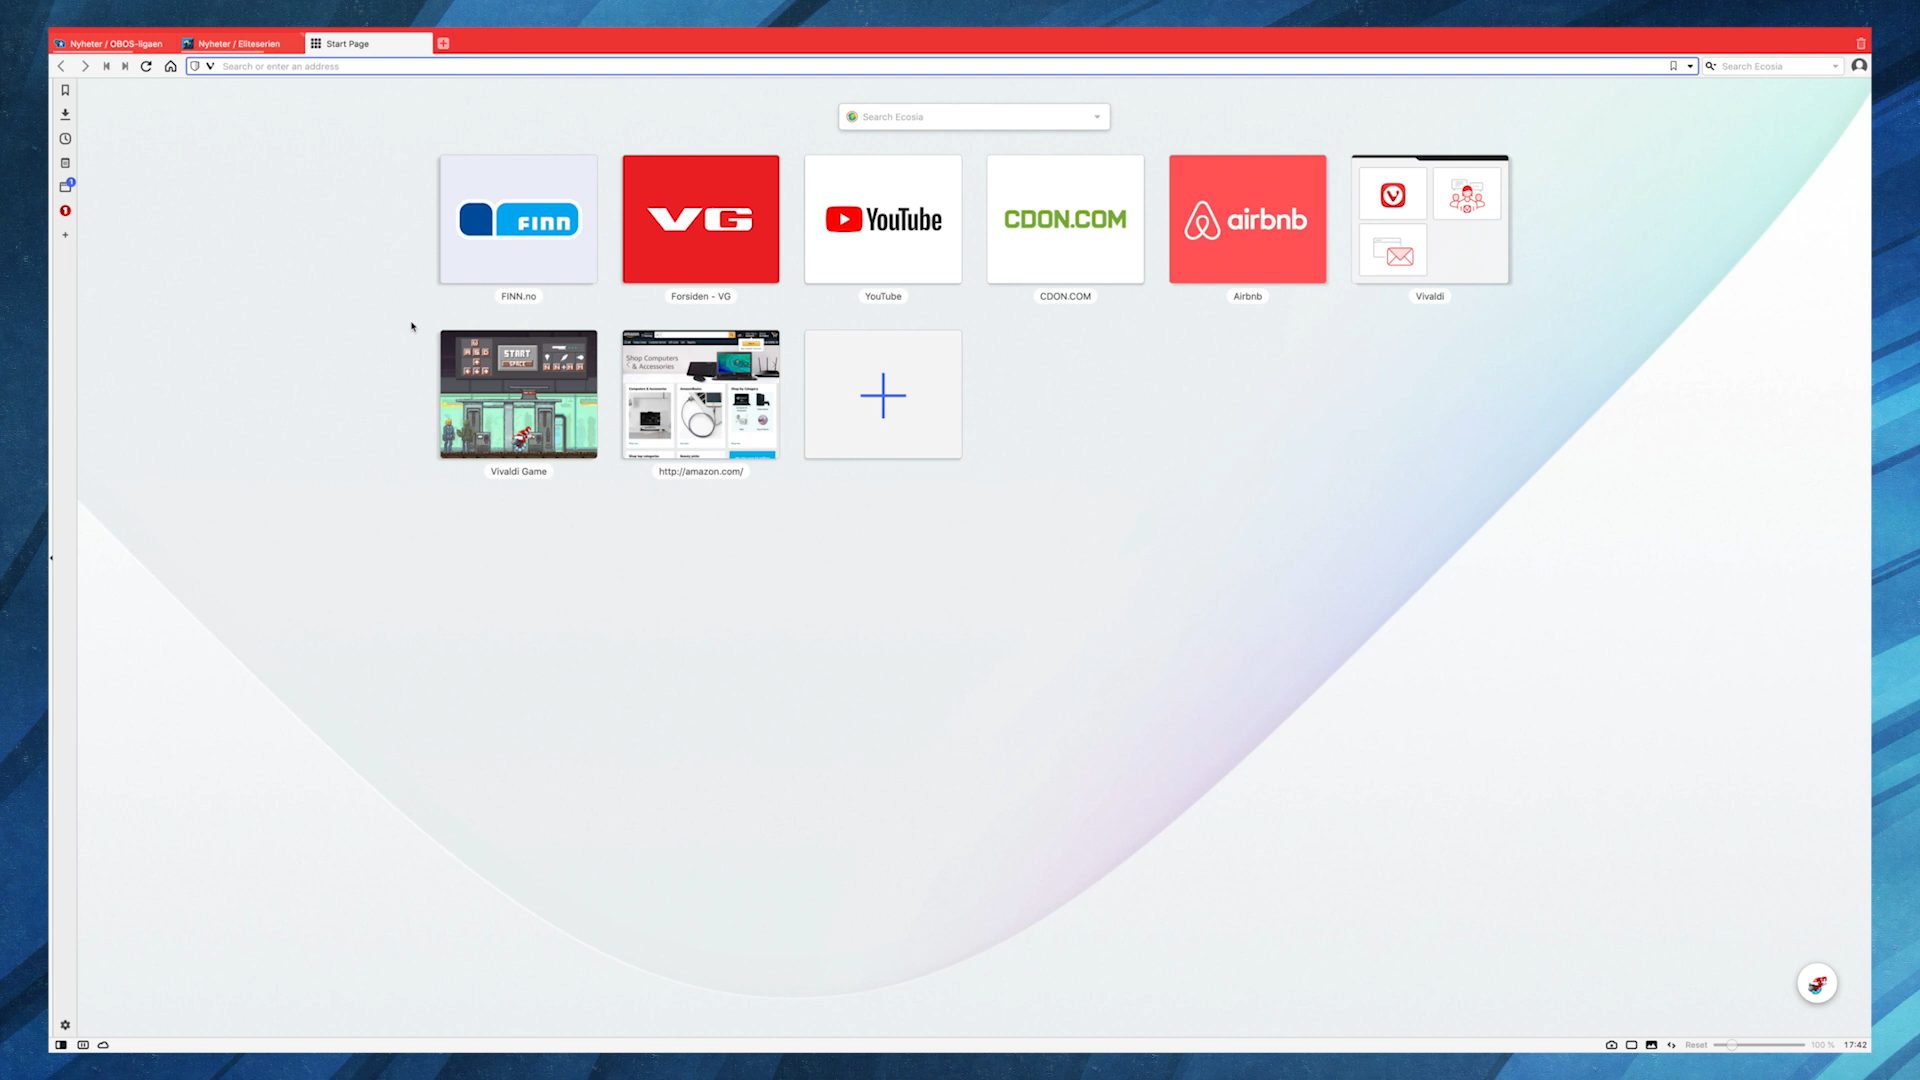 Nyheter / OBOS-ligaen
Nyheter / Eliteserien
Start Page
Search or enter an address
Search Ecosia
Search Ecosia
FINN
VG
YouTube
CDON.COM
airbnb
FINN.no
Forsiden - VG
YouTube
CDON.COM
Airbnb
Vivaldi
START
SPACE
Shop Computers
& Accessories
Vivaldi Game
http://amazon.com/
Reset
100 %
17:42